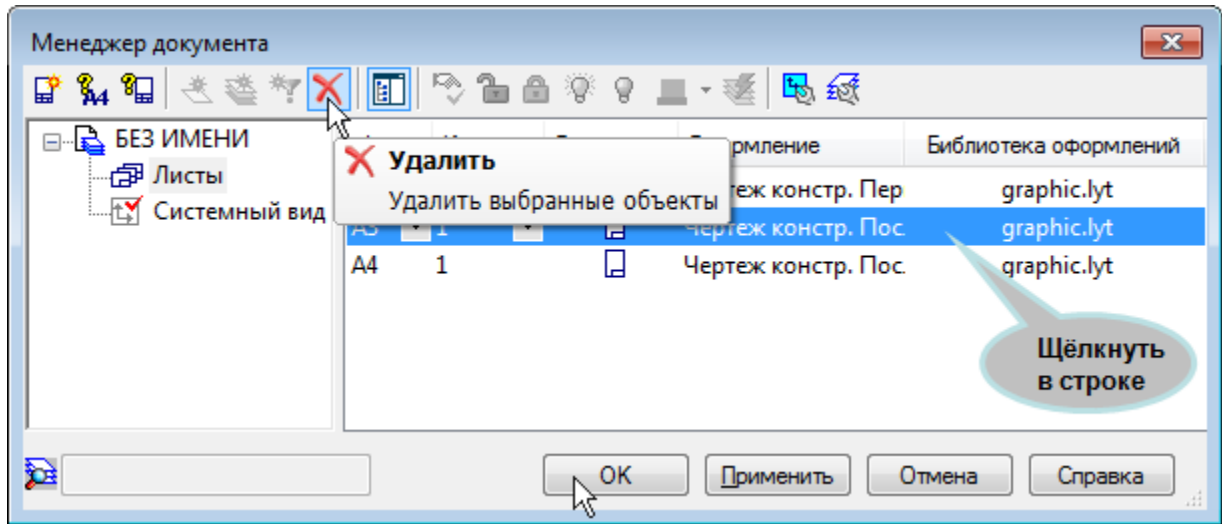 Менеджер документа
БЕЗ ИМЕНИ
Листы
Системный вид
Удалить
Удалить выбранные объекты
рмление Библиотека оформлений
теж констр. Пер graphic.lyt
A3 1 Чертеж констр. Пос graphic.lyt
A4 1 Чертеж констр. Пос. graphic.lyt
Щёлкнуть
в строке
OK Применить Отмена Справка